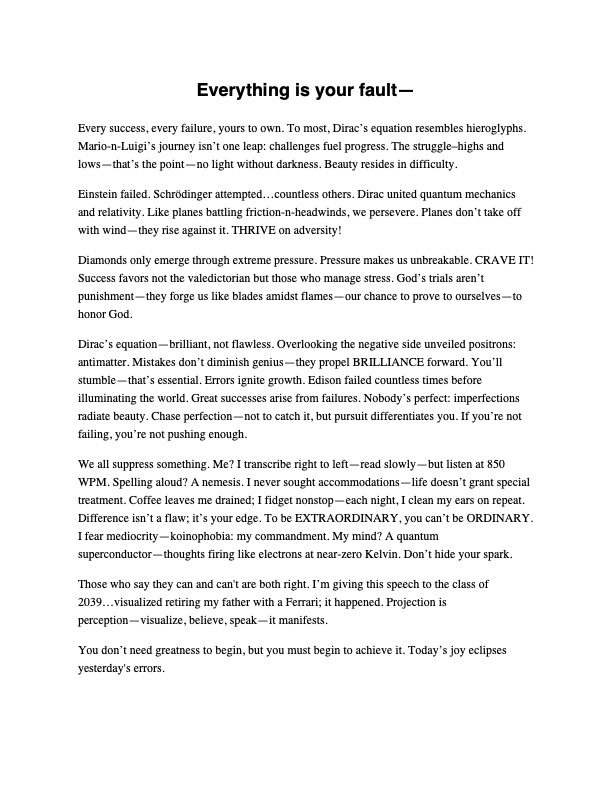 Everything is your fault—
Every success, every failure, yours to own. To most, Dirac’s equation resembles hieroglyphs.
Mario-n-Luigi’s journey isn’t one leap: challenges fuel progress. The struggle–highs and
lows—that’s the point—no light without darkness. Beauty resides in difficulty.
Einstein failed. Schrödinger attempted…countless others. Dirac united quantum mechanics
and relativity. Like planes battling friction-n-headwinds, we persevere. Planes don’t take off
with wind—they rise against it. THRIVE on adversity!
Diamonds only emerge through extreme pressure. Pressure makes us unbreakable. CRAVE IT!
Success favors not the valedictorian but those who manage stress. God’s trials aren’t
punishment—they forge us like blades amidst flames—our chance to prove to ourselves—to
honor God.
Dirac’s equation—brilliant, not flawless. Overlooking the negative side unveiled positrons:
antimatter. Mistakes don’t diminish genius—they propel BRILLIANCE forward. You’ll
stumble—that’s essential. Errors ignite growth. Edison failed countless times before
illuminating the world. Great successes arise from failures. Nobody’s perfect: imperfections
radiate beauty. Chase perfection—not to catch it, but pursuit differentiates you. If you’re not
failing, you’re not pushing enough.
We all suppress something. Me? I transcribe right to left—read slowly—but listen at 850
WPM. Spelling aloud? A nemesis. I never sought accommodations—life doesn’t grant special
treatment. Coffee leaves me drained; I fidget nonstop—each night, I clean my ears on repeat.
Difference isn’t a flaw; it’s your edge. To be EXTRAORDINARY, you can’t be ORDINARY.
I fear mediocrity—koinophobia: my commandment. My mind? A quantum
superconductor—thoughts firing like electrons at near-zero Kelvin. Don’t hide your spark.
Those who say they can and can't are both right. I’m giving this speech to the class of
2039…visualized retiring my father with a Ferrari; it happened. Projection is
perception—visualize, believe, speak—it manifests.
You don’t need greatness to begin, but you must begin to achieve it. Today’s joy eclipses
yesterday's errors.